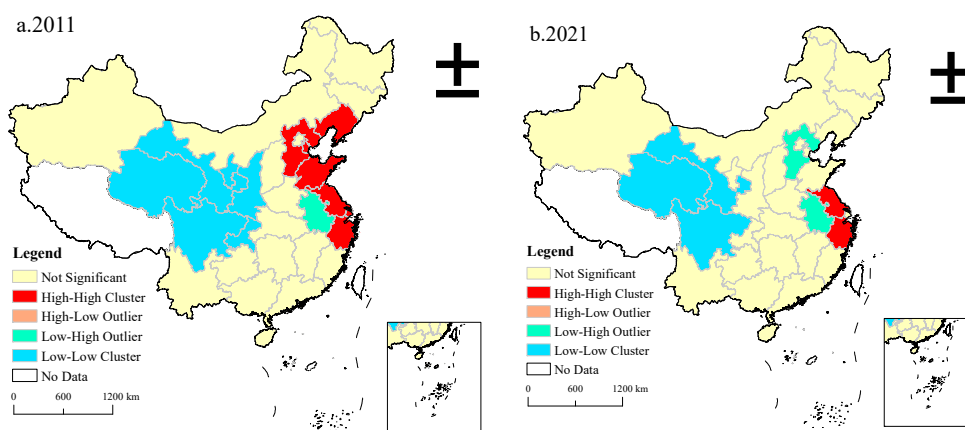 a.2011
Legend
Not Significant
High-High Cluster
High-Low Outlier
Low-High Outlier
Low-Low Cluster
No Data
0 600 1200 km
b.2021
Legend
Not Significant
High-High Cluster
High-Low Outlier
Low-High Outlier
Low-Low Cluster
No Data
0 600 1200 km